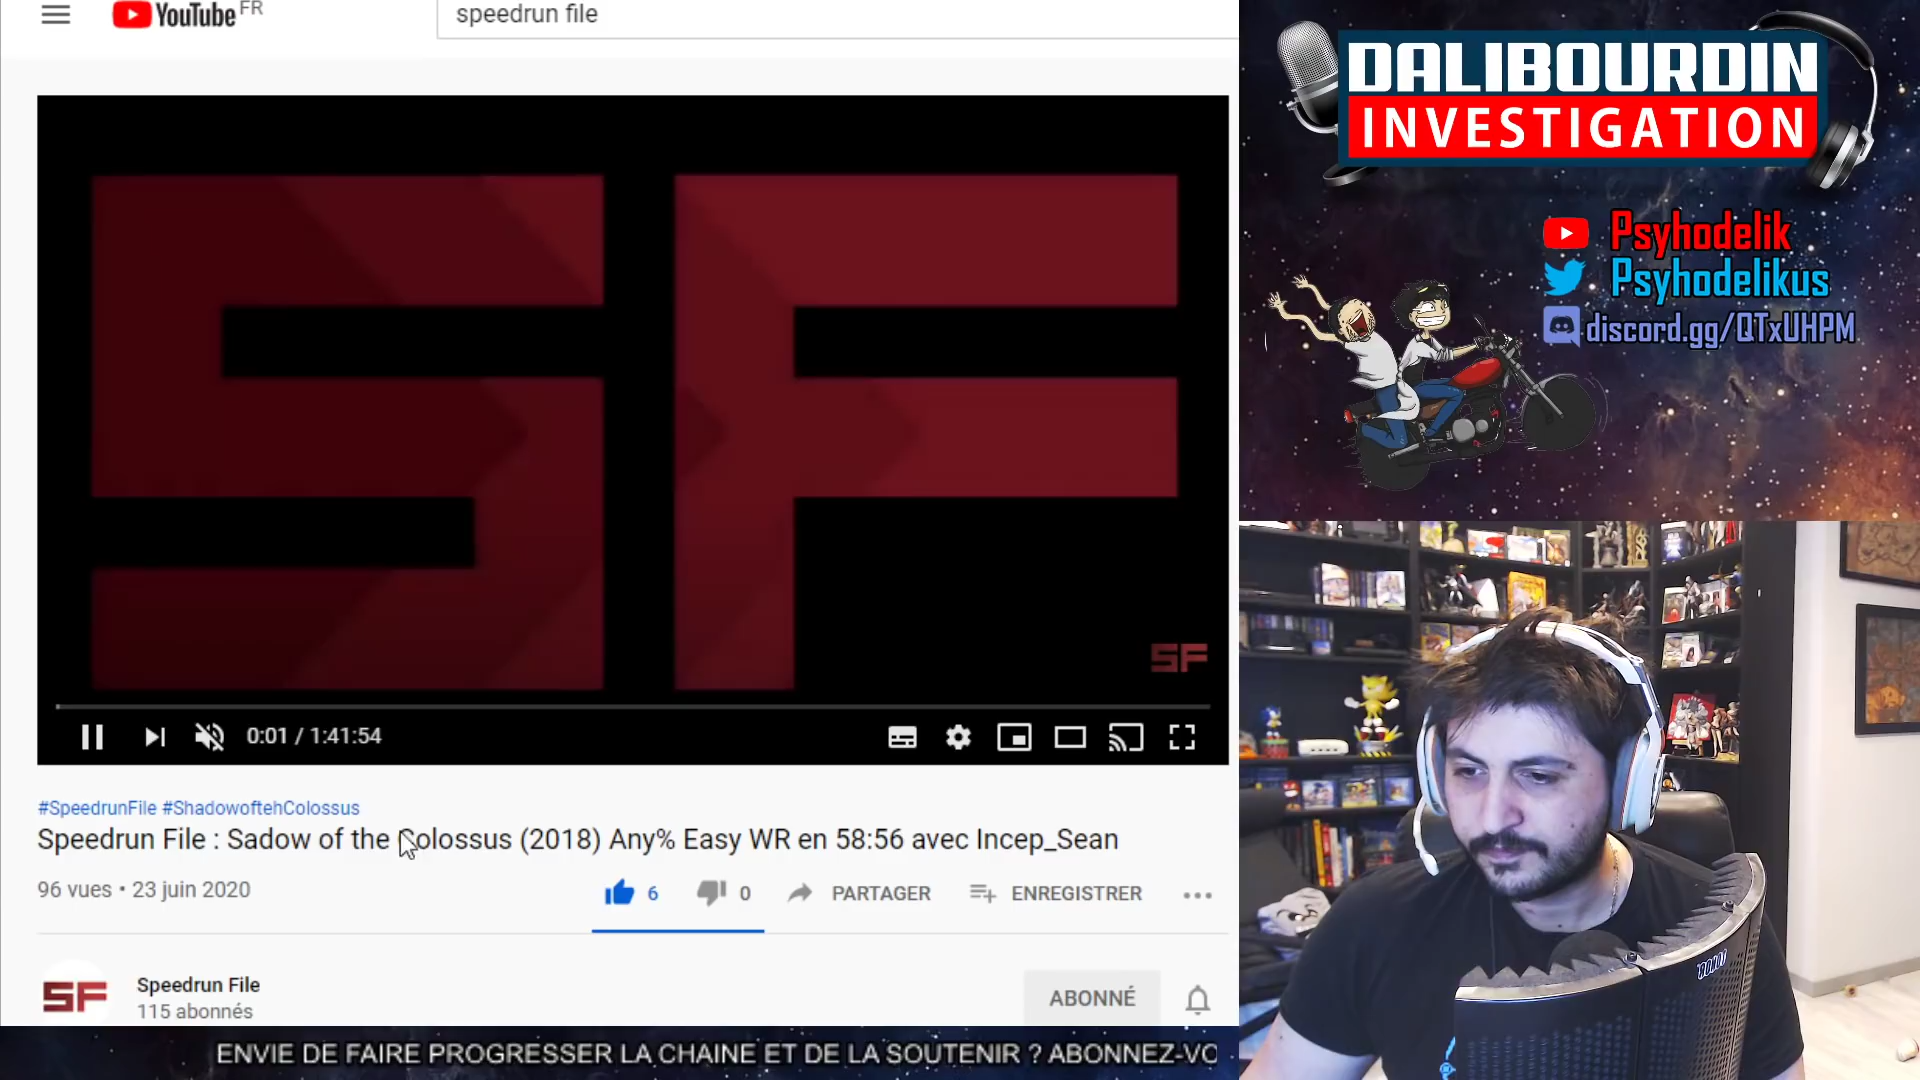 YouTube FR
speedrun file
SF
SF
0:01 / 1:41:54
#SpeedrunFile #ShadowoftehColossus
Speedrun File : Sadow of the Colossus (2018) Any% Easy WR en 58:56 avec Incep_Sean
96 vues • 23 juin 2020
6
0
PARTAGER
ENREGISTRER
SF
Speedrun File
115 abonnés
ABONNÉ
ENVIE DE FAIRE PROGRESSER LA CHAINE ET DE LA SOUTENIR ? ABONNEZ-VO
DALIBOURDIN
INVESTIGATION
Psyhodelik
Psyhodelikus
discord.gg/QTxUHPM